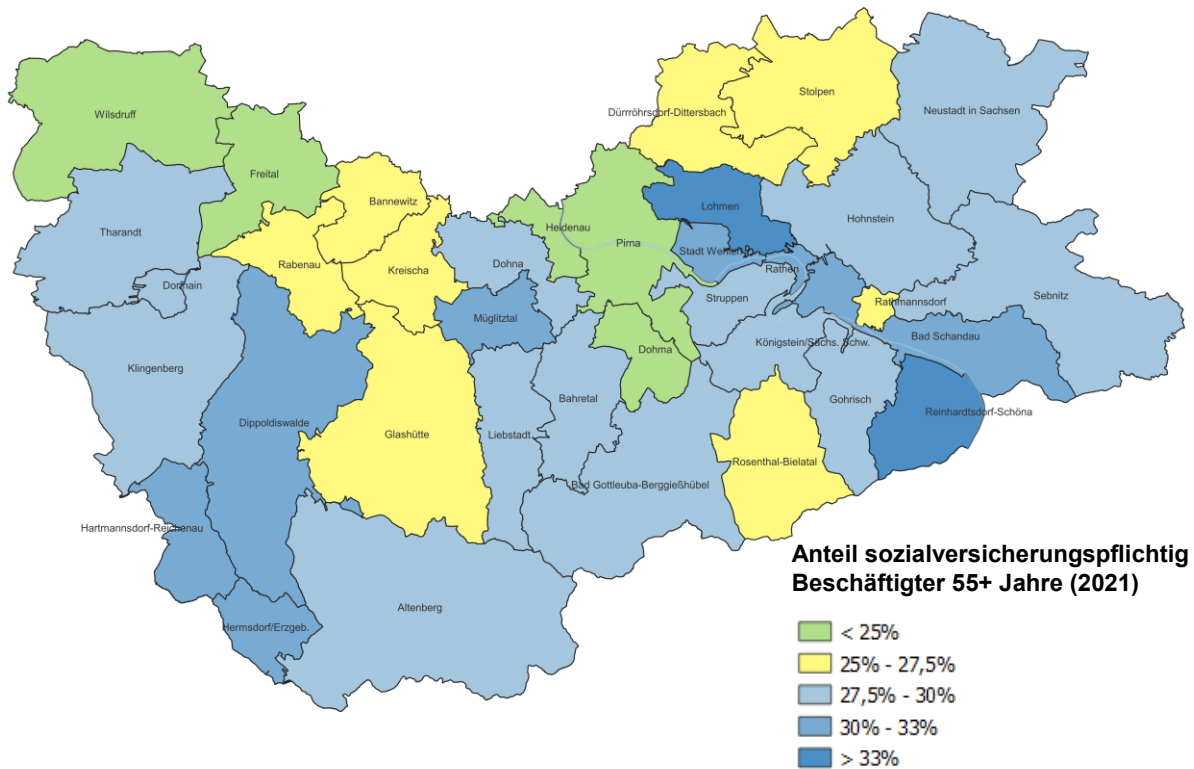 Wilsdruff
Stolpen
Neustadt in Sachsen
Dürrröhrsdorf-Dittersbach
Freital
Bannewitz
Lohmen
Hohnstein
Tharandt
Heidenau
Pirna
Stadt Wehlen
Rabenau
Kreischa
Dohna
Rathen
Dorfhain
Struppen
Rathmannsdorf
Sebnitz
Müglitztal
Bad Schandau
Dohma
Königstein/Sächs. Schw.
Klingenberg
Bahretal
Gohrisch
Reinhardtsdorf-Schöna
Dippoldiswalde
Glashütte
Liebstadt
Rosenthal-Bielatal
Bad Gottleuba-Berggießhübel
Hartmannsdorf-Reichenau
Altenberg
Hermsdorf/Erzgeb.
Anteil sozialversicherungspflichtig
Beschäftigter 55+ Jahre (2021)
< 25%
25% - 27,5%
27,5% - 30%
30% - 33%
> 33%